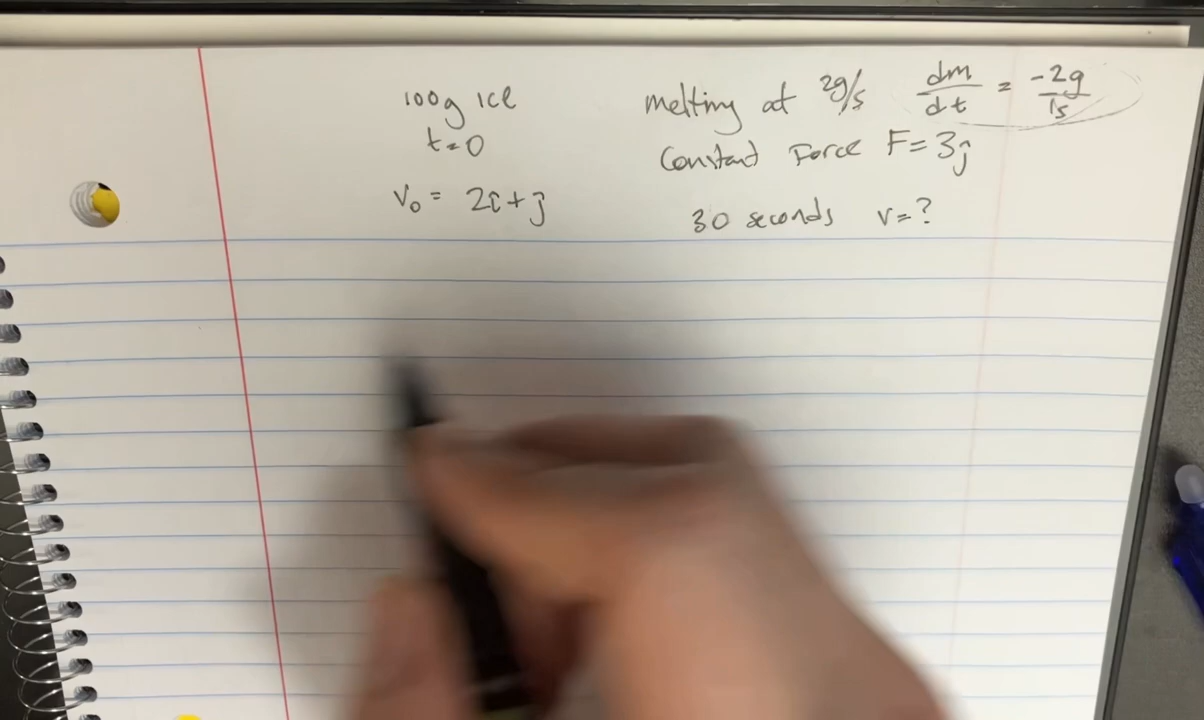 100g ice
t=0
v₀ = 2î+ĵ
melting at 2g/s dm/dt = -2g/1s
Constant Force F=3ĵ
30 seconds v=?